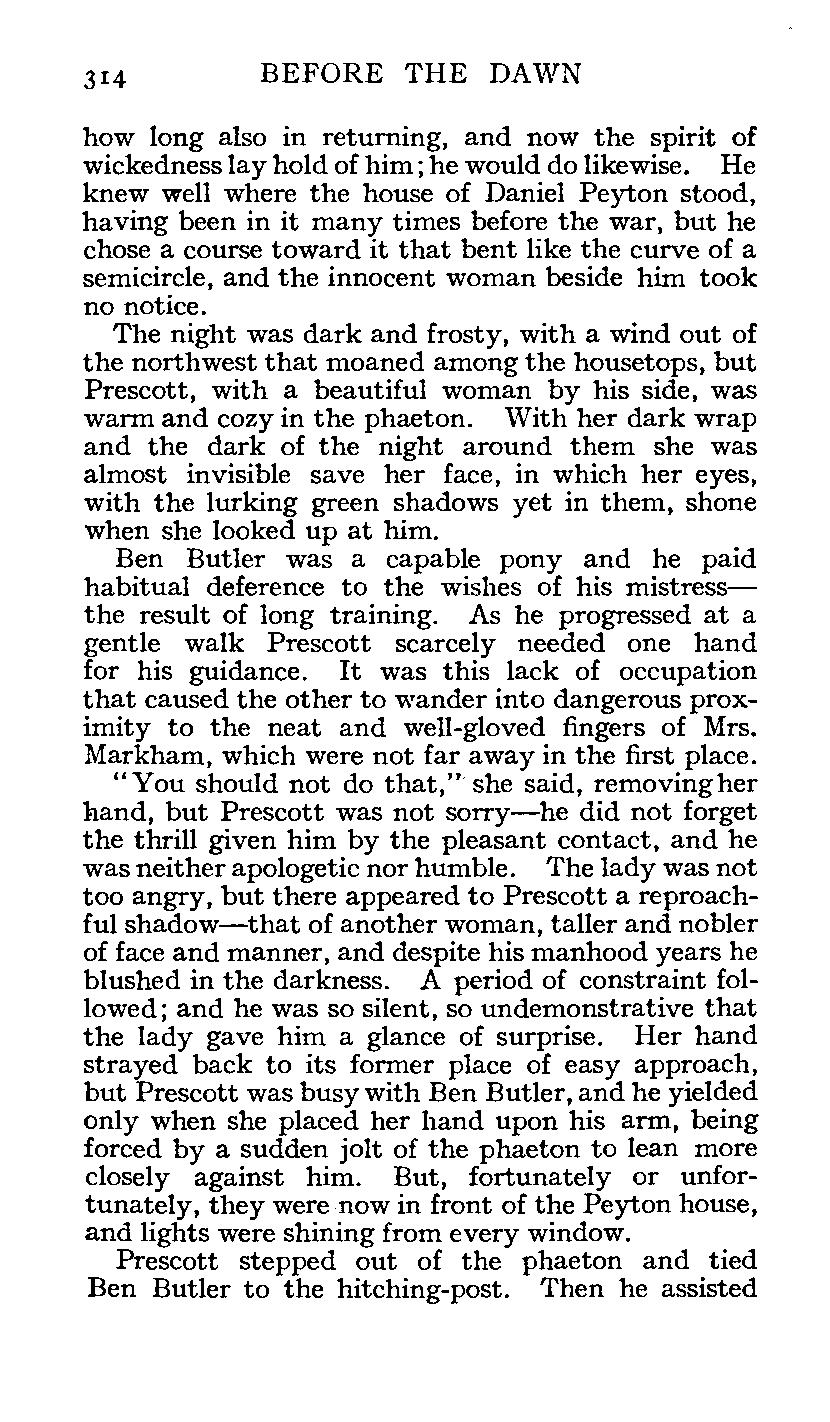 314 BEFORE THE DAWN
how long also in returning, and now the spirit of
wickedness lay hold of him; he would do likewise. He
knew well where the house of Daniel Peyton stood,
having been in it many times before the war, but he
chose a course toward it that bent like the curve of a
semicircle, and the innocent woman beside him took
no notice.
The night was dark and frosty, with a wind out of
the northwest that moaned among the housetops, but
Prescott, with a beautiful woman by his side, was
warm and cozy in the phaeton. With her dark wrap
and the dark of the night around them she was
almost invisible save her face, in which her eyes,
with the lurking green shadows yet in them, shone
when she looked up at him.
Ben Butler was a capable pony and he paid
habitual deference to the wishes of his mistress—
the result of long training. As he progressed at a
gentle walk Prescott scarcely needed one hand
for his guidance. It was this lack of occupation
that caused the other to wander into dangerous prox-
imity to the neat and well-gloved fingers of Mrs.
Markham, which were not far away in the first place.
"You should not do that," she said, removing her
hand, but Prescott was not sorry—he did not forget
the thrill given him by the pleasant contact, and he
was neither apologetic nor humble. The lady was not
too angry, but there appeared to Prescott a reproach-
ful shadow—that of another woman, taller and nobler
of face and manner, and despite his manhood years he
blushed in the darkness. A period of constraint fol-
lowed; and he was so silent, so undemonstrative that
the lady gave him a glance of surprise. Her hand
strayed back to its former place of easy approach,
but Prescott was busy with Ben Butler, and he yielded
only when she placed her hand upon his arm, being
forced by a sudden jolt of the phaeton to lean more
closely against him. But, fortunately or unfor-
tunately, they were now in front of the Peyton house,
and lights were shining from every window.
Prescott stepped out of the phaeton and tied
Ben Butler to the hitching-post. Then he assisted